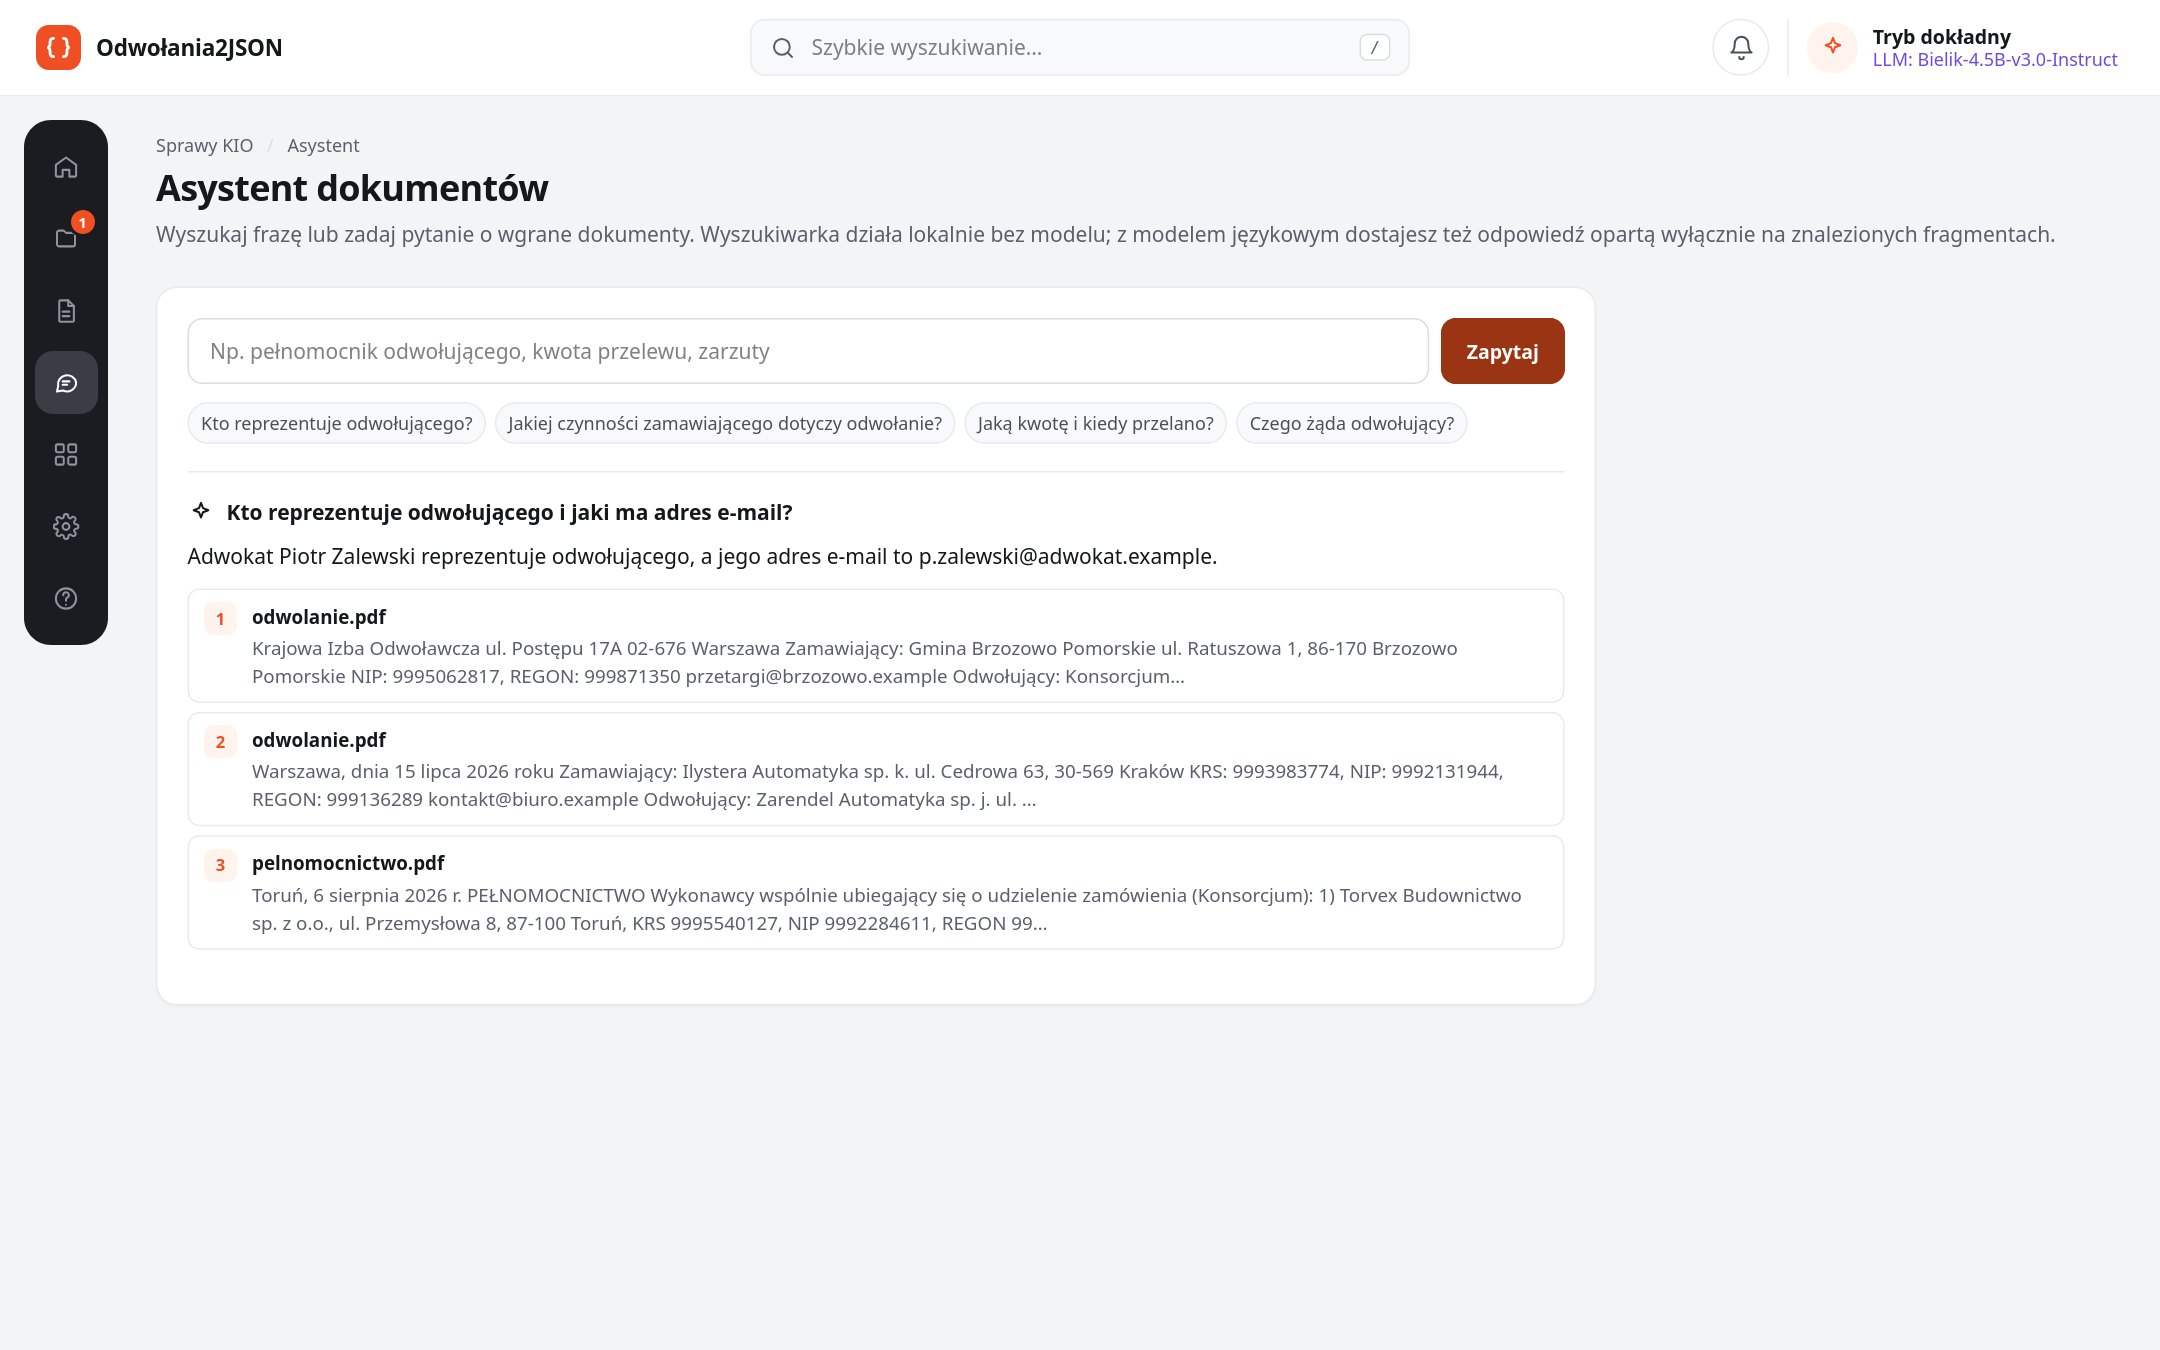 { } Odwołania2JSON
Szybkie wyszukiwanie...
/
Tryb dokładny
LLM: Bielik-4.5B-v3.0-Instruct
1
Sprawy KIO / Asystent
Asystent dokumentów
Wyszukaj frazę lub zadaj pytanie o wgrane dokumenty. Wyszukiwarka działa lokalnie bez modelu; z modelem językowym dostajesz też odpowiedź opartą wyłącznie na znalezionych fragmentach.
Np. pełnomocnik odwołującego, kwota przelewu, zarzuty
Zapytaj
Kto reprezentuje odwołującego?
Jakiej czynności zamawiającego dotyczy odwołanie?
Jaką kwotę i kiedy przelano?
Czego żąda odwołujący?
Kto reprezentuje odwołującego i jaki ma adres e-mail?
Adwokat Piotr Zalewski reprezentuje odwołującego, a jego adres e-mail to p.zalewski@adwokat.example.
1 odwolanie.pdf
Krajowa Izba Odwoławcza ul. Postępu 17A 02-676 Warszawa Zamawiający: Gmina Brzozowo Pomorskie ul. Ratuszowa 1, 86-170 Brzozowo
Pomorskie NIP: 9995062817, REGON: 999871350 przetargi@brzozowo.example Odwołujący: Konsorcjum...
2 odwolanie.pdf
Warszawa, dnia 15 lipca 2026 roku Zamawiający: Ilystera Automatyka sp. k. ul. Cedrowa 63, 30-569 Kraków KRS: 9993983774, NIP: 9992131944,
REGON: 999136289 kontakt@biuro.example Odwołujący: Zarendel Automatyka sp. j. ul. ...
3 pelnomocnictwo.pdf
Toruń, 6 sierpnia 2026 r. PEŁNOMOCNICTWO Wykonawcy wspólnie ubiegający się o udzielenie zamówienia (Konsorcjum): 1) Torvex Budownictwo
sp. z o.o., ul. Przemysłowa 8, 87-100 Toruń, KRS 9995540127, NIP 9992284611, REGON 99...